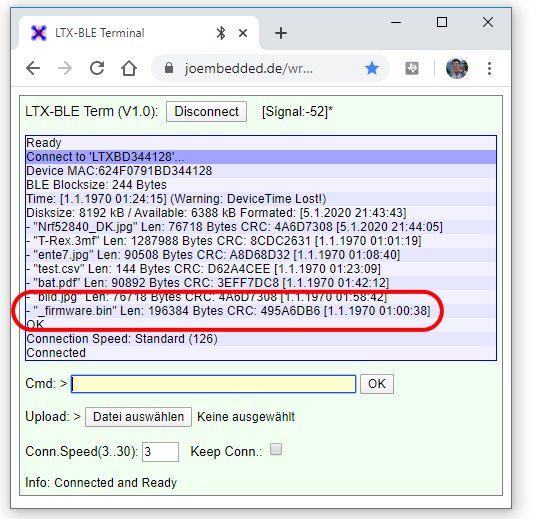 LTX-BLE Terminal
joembedded.de/wr...
LTX-BLE Term (V1.0): Disconnect [Signal:-52]*
Ready
Connect to 'LTXBD344128'...
Device MAC:624F0791BD344128
BLE Blocksize: 244 Bytes
Time: [1.1.1970 01:24:15] (Warning: DeviceTime Lost!)
Disksize: 8192 kB / Available: 6388 kB Formated: [5.1.2020 21:43:43]
- "Nrf52840_DK.jpg" Len: 76718 Bytes CRC: 4A6D7308 [5.1.2020 21:44:05]
- "T-Rex.3mf" Len: 1287988 Bytes CRC: 8CDC2631 [1.1.1970 01:01:19]
- "ente7.jpg" Len: 90508 Bytes CRC: A8D68D32 [1.1.1970 01:08:40]
- "test.csv" Len: 144 Bytes CRC: D62A4CEE [1.1.1970 01:23:09]
- "bat.pdf" Len: 90892 Bytes CRC: 3EFF7DC8 [1.1.1970 01:42:12]
- "bild.jpg" Len: 76718 Bytes CRC: 4A6D7308 [1.1.1970 01:58:42]
- "_firmware.bin" Len: 196384 Bytes CRC: 495A6DB6 [1.1.1970 01:00:38]
OK
Connection Speed: Standard (126)
Connected
Cmd: > OK
Upload: > Datei auswählen Keine ausgewählt
Conn.Speed(3..30): 3 Keep Conn.:
Info: Connected and Ready